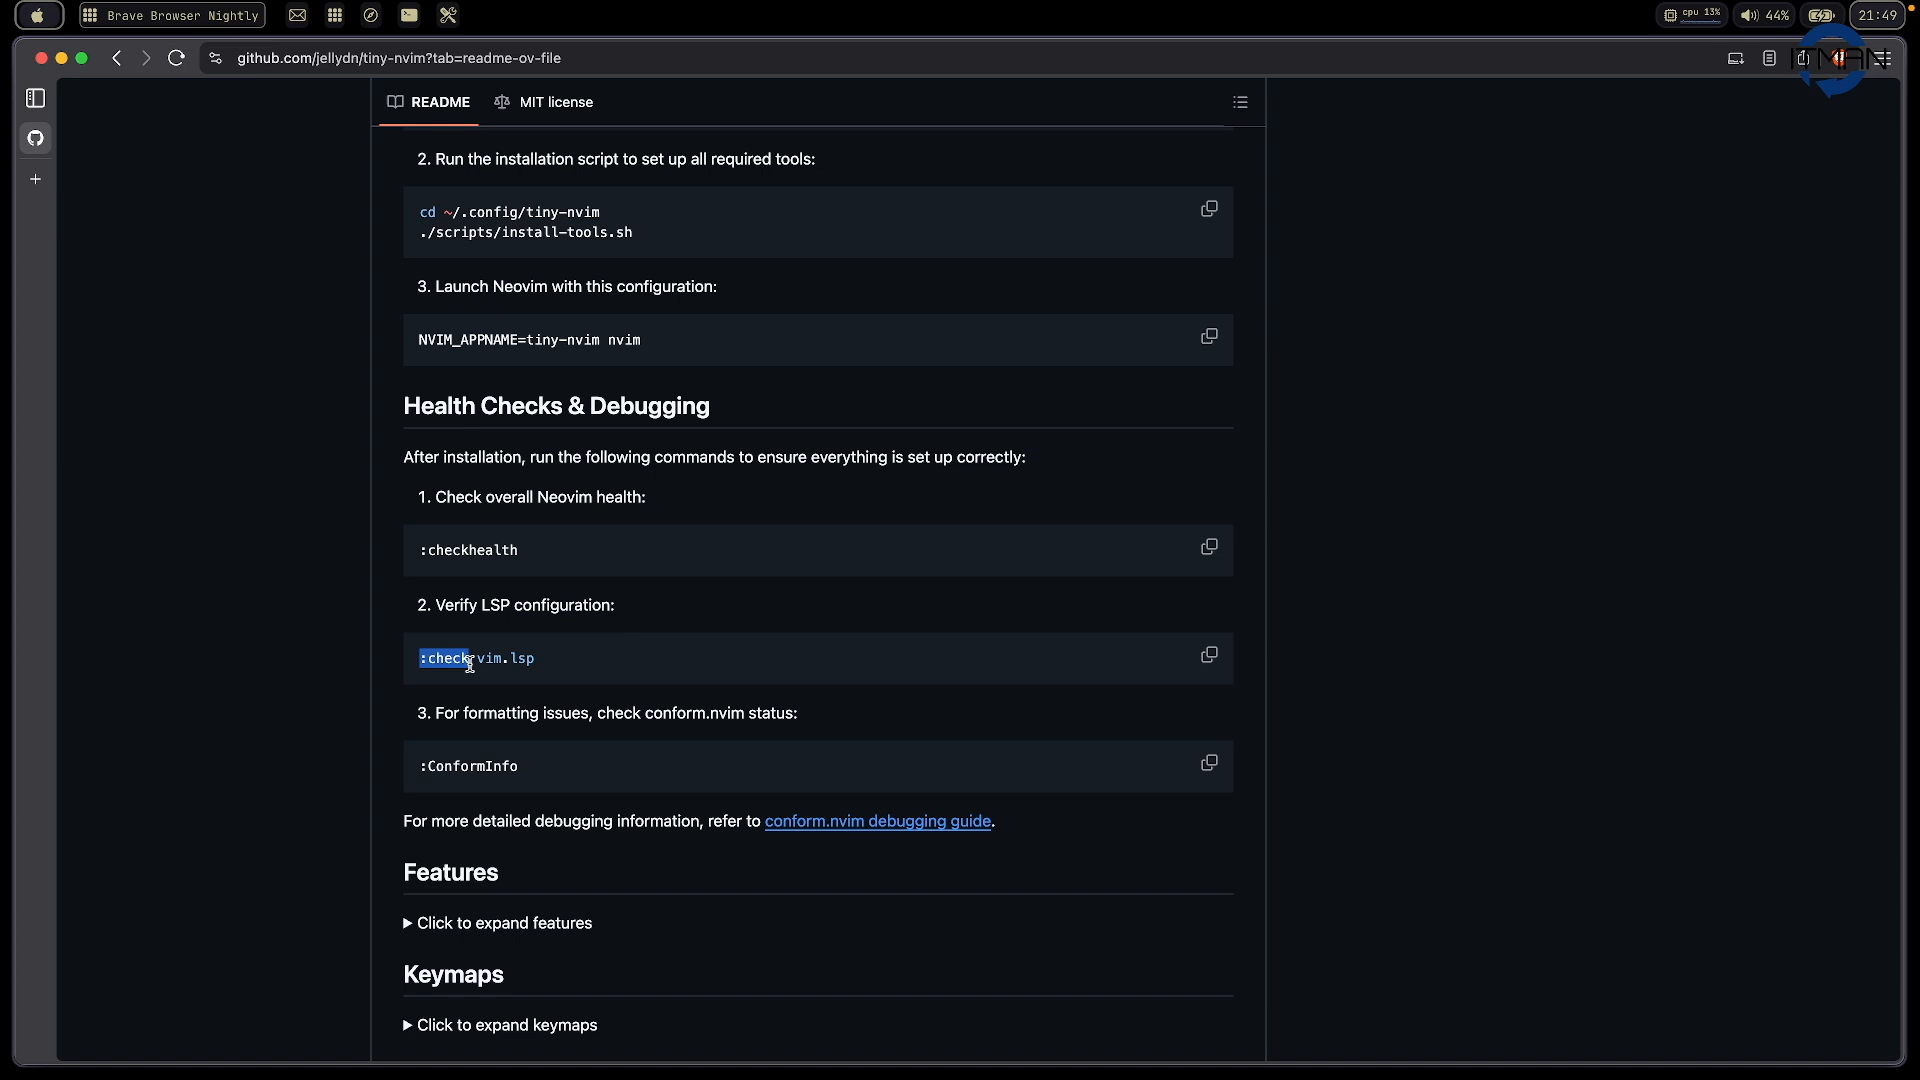 Brave Browser Nightly
cpu 13%
44%
21:49
github.com/jellydn/tiny-nvim?tab=readme-ov-file
ITMAN
README
MIT license
2. Run the installation script to set up all required tools:
cd ~/.config/tiny-nvim
./scripts/install-tools.sh
3. Launch Neovim with this configuration:
NVIM_APPNAME=tiny-nvim nvim
Health Checks & Debugging
After installation, run the following commands to ensure everything is set up correctly:
1. Check overall Neovim health:
:checkhealth
2. Verify LSP configuration:
:check vim.lsp
3. For formatting issues, check conform.nvim status:
:ConformInfo
For more detailed debugging information, refer to conform.nvim debugging guide.
Features
Click to expand features
Keymaps
Click to expand keymaps